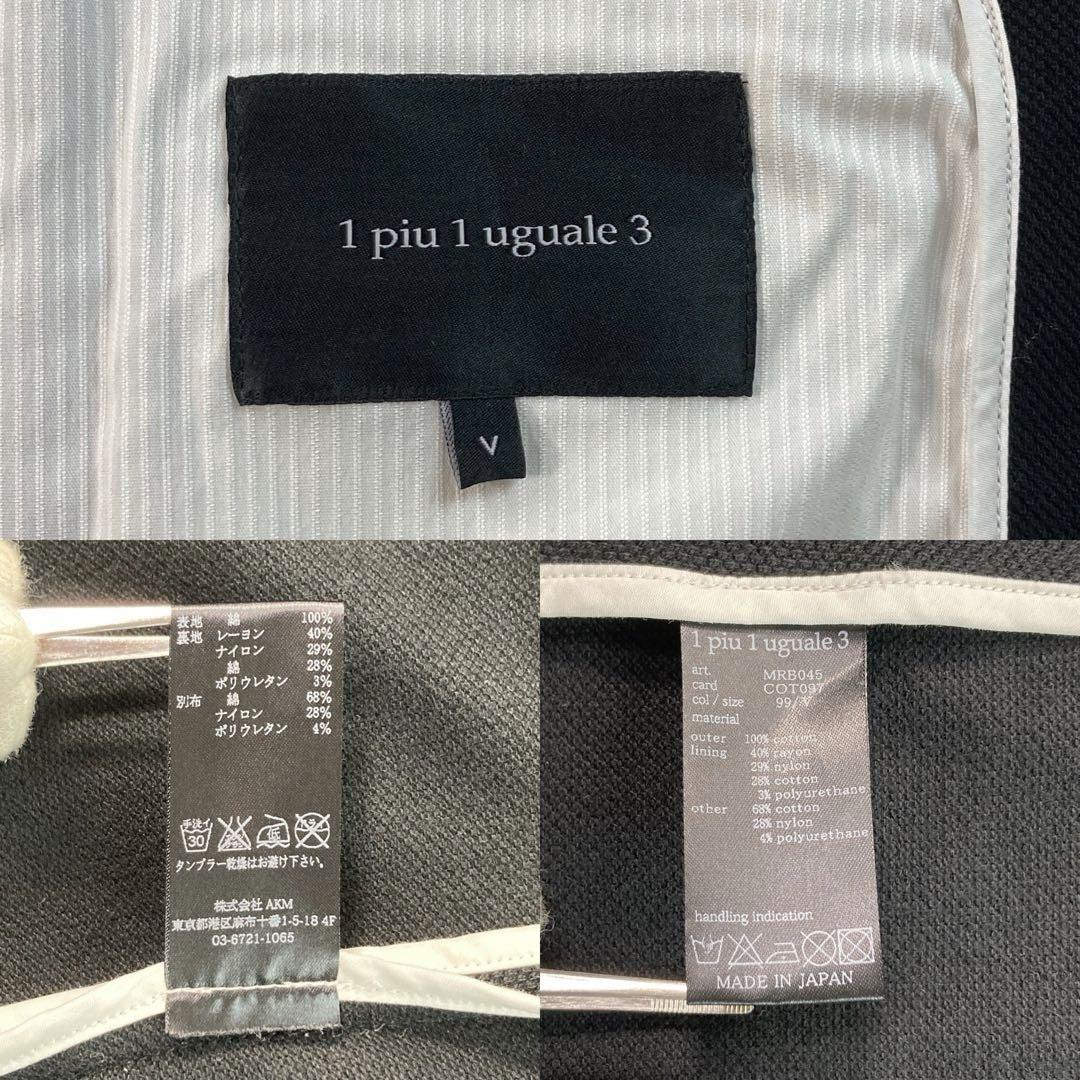 1 piu 1 uguale 3
V
表地 綿 100%
裏地 レーヨン 40%
ナイロン 29%
綿 28%
ポリウレタン 3%
別布 綿 68%
ナイロン 28%
ポリウレタン 4%
手洗イ 30 低
タンブラー乾燥はお避け下さい。
株式会社 AKM
東京都港区麻布十番1-5-18 4F
03-6721-1065
1 piu 1 uguale 3
art. MRB045
card COT097
col / size 99/V
material
outer 100% cotton
lining 40% rayon
29% nylon
28% cotton
3% polyurethane
other 68% cotton
28% nylon
4% polyurethane
handling indication
MADE IN JAPAN